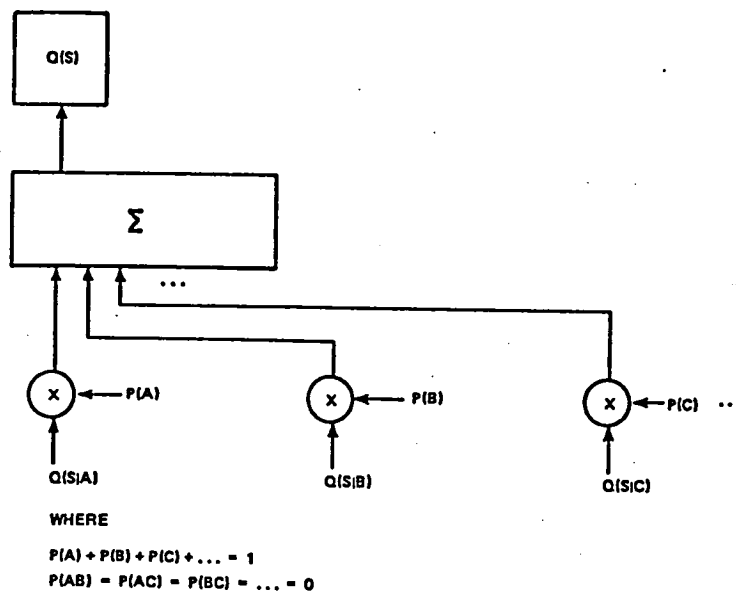 Q(S)
Σ
...
X
P(A)
X
P(B)
X
P(C)
..
Q(S|A)
Q(S|B)
Q(S|C)
WHERE
P(A) + P(B) + P(C) + ... = 1
P(AB) = P(AC) = P(BC) = ... = 0